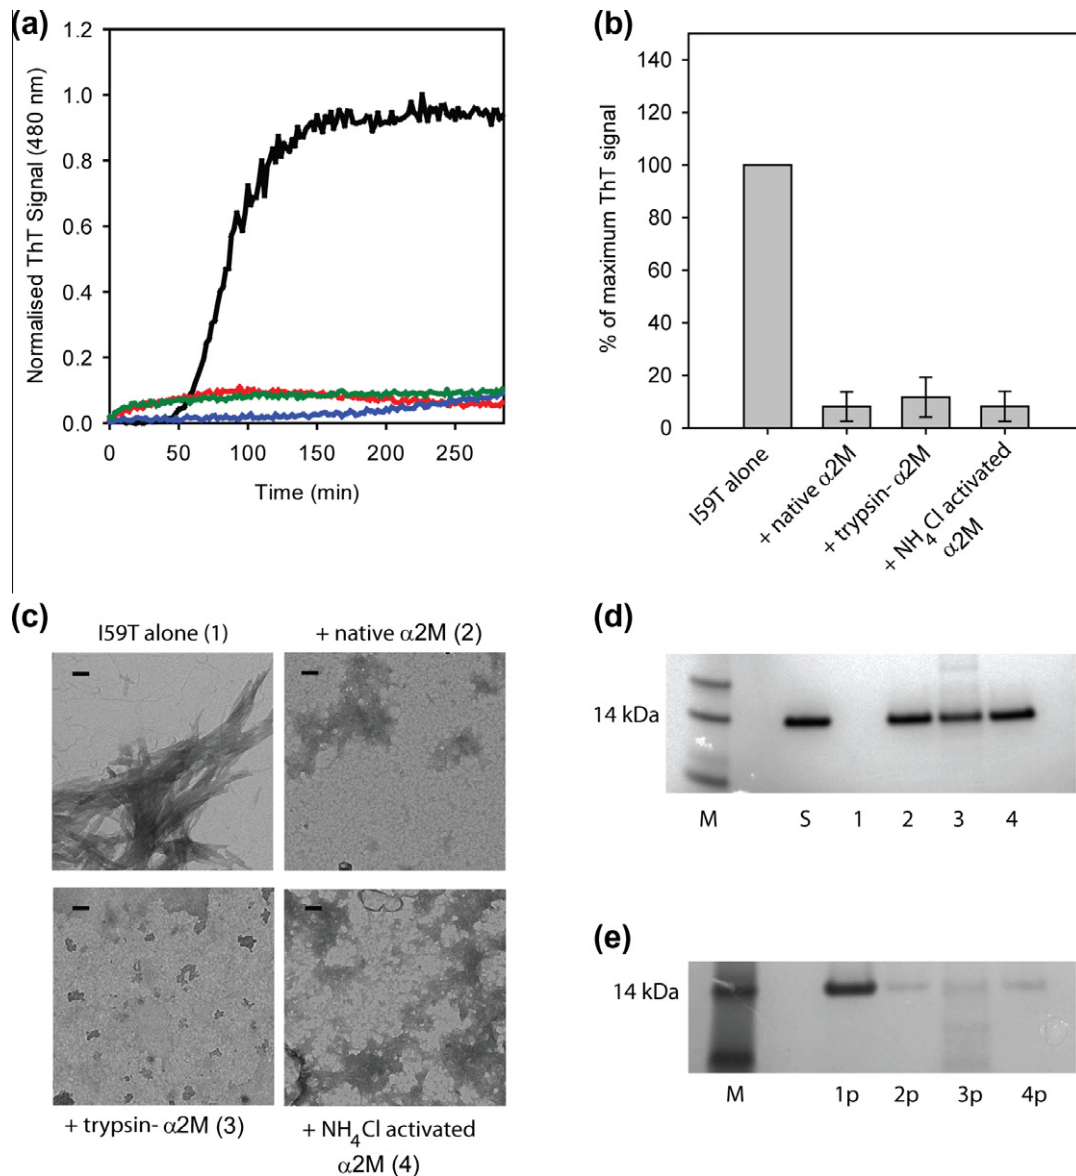 (a)
1.2
1.0
0.8
0.6
0.4
0.2
0.0
Normalised ThT Signal (480 nm)
0 50 100 150 200 250
Time (min)
(b)
140
120
100
80
60
40
20
0
% of maximum ThT signal
I59T alone
+ native α2M
+ trypsin- α2M
+ NH₄Cl activated
α2M
(c)
I59T alone (1)
+ native α2M (2)
+ trypsin- α2M (3)
+ NH₄Cl activated
α2M (4)
(d)
14 kDa
M S 1 2 3 4
(e)
14 kDa
M 1p 2p 3p 4p